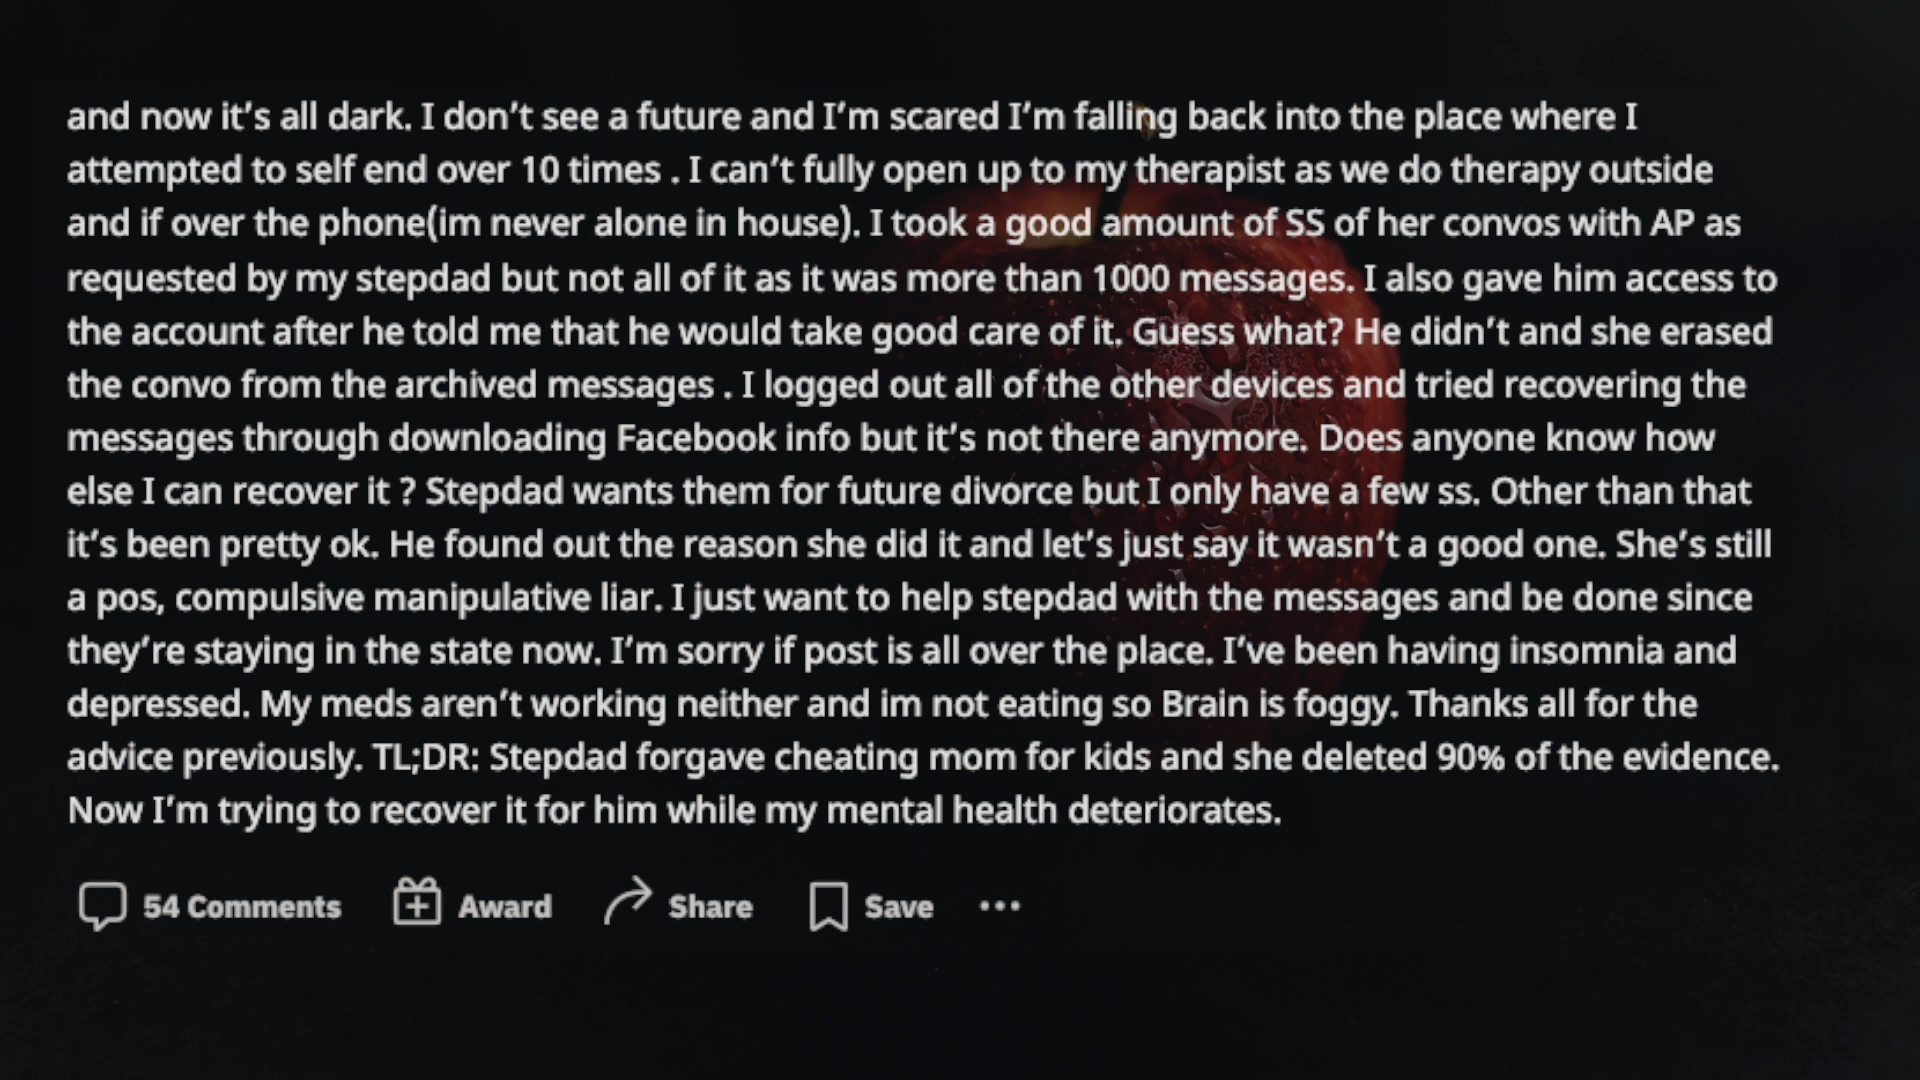 and now it's all dark. I don't see a future and I'm scared I'm falling back into the place where I
attempted to self end over 10 times . I can't fully open up to my therapist as we do therapy outside
and if over the phone(im never alone in house). I took a good amount of SS of her convos with AP as
requested by my stepdad but not all of it as it was more than 1000 messages. I also gave him access to
the account after he told me that he would take good care of it. Guess what? He didn't and she erased
the convo from the archived messages . I logged out all of the other devices and tried recovering the
messages through downloading Facebook info but it's not there anymore. Does anyone know how
else I can recover it ? Stepdad wants them for future divorce but I only have a few ss. Other than that
it's been pretty ok. He found out the reason she did it and let's just say it wasn't a good one. She's still
a pos, compulsive manipulative liar. I just want to help stepdad with the messages and be done since
they're staying in the state now. I'm sorry if post is all over the place. I've been having insomnia and
depressed. My meds aren't working neither and im not eating so Brain is foggy. Thanks all for the
advice previously. TL;DR: Stepdad forgave cheating mom for kids and she deleted 90% of the evidence.
Now I'm trying to recover it for him while my mental health deteriorates.
54 Comments Award Share Save ...